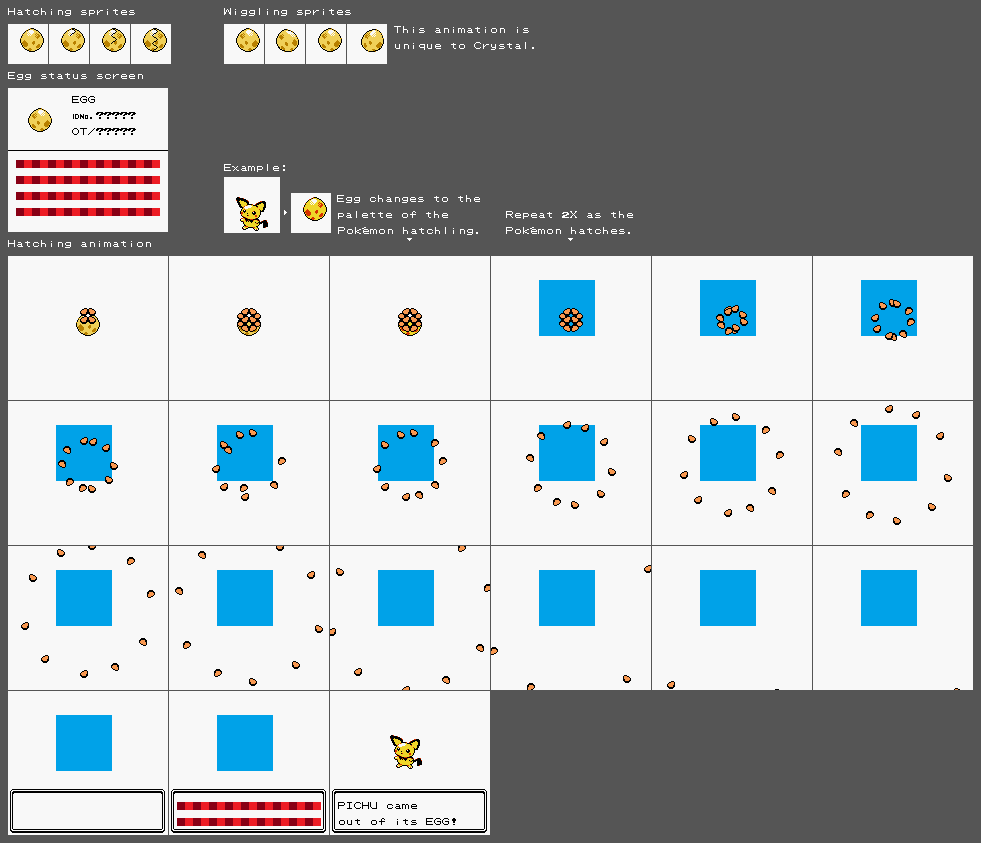 Hatching sprites
Wiggling sprites
This animation is
unique to Crystal.
Egg status screen
EGG
IDNo. ?????
OT/?????
Example:
Egg changes to the
palette of the
Pokémon hatchling.
Repeat 2X as the
Pokémon hatches.
Hatching animation
PICHU came
out of its EGG!